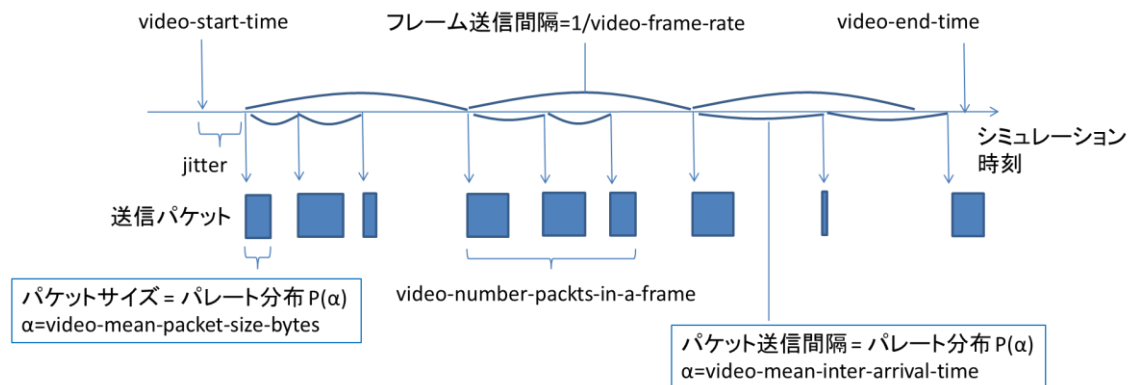 video-start-time
フレーム送信間隔=1/video-frame-rate
video-end-time
jitter
シミュレーション
時刻
送信パケット
video-number-packts-in-a-frame
パケットサイズ = パレート分布 P(α)
α=video-mean-packet-size-bytes
パケット送信間隔 = パレート分布 P(α)
α=video-mean-inter-arrival-time